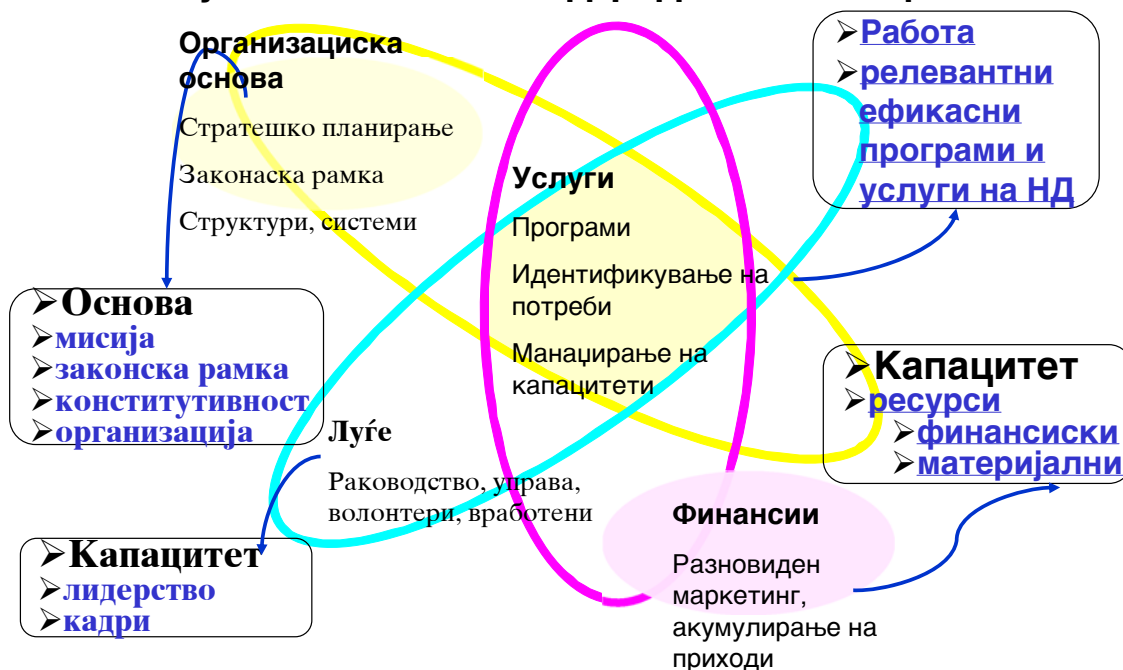 Организациска
основа
Стратешко планирање
Законаска рамка
Структури, системи
➢Работа
➢релевантни
ефикасни
програми и
услуги на НД
Услуги
Програми
Идентификување на
потреби
Манаџирање на
капацитети
➢Основа
➢мисија
➢законска рамка
➢конститутивност
➢организација
➢Капацитет
➢ресурси
➢финансиски
➢материјални
Луѓе
Раководство, управа,
волонтери, вработени
➢Капацитет
➢лидерство
➢кадри
Финансии
Разновиден
маркетинг,
акумулирање на
приходи